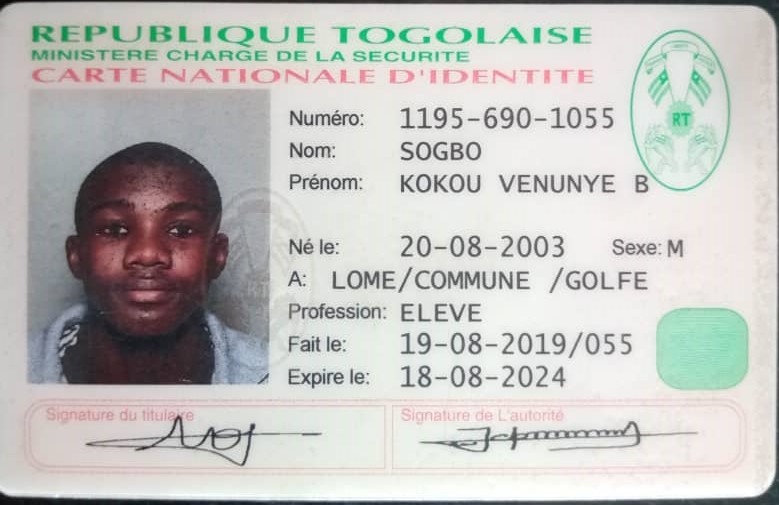 REPUBLIQUE TOGOLAISE
MINISTERE CHARGE DE LA SECURITE
CARTE NATIONALE D'IDENTITE
RT
Numéro: 1195-690-1055
Nom: SOGBO
Prénom: KOKOU VENUNYE B
Né le: 20-08-2003 Sexe: M
A: LOME/COMMUNE /GOLFE
Profession: ELEVE
Fait le: 19-08-2019/055
Expire le: 18-08-2024
Signature du titulaire Signature de L'autorité